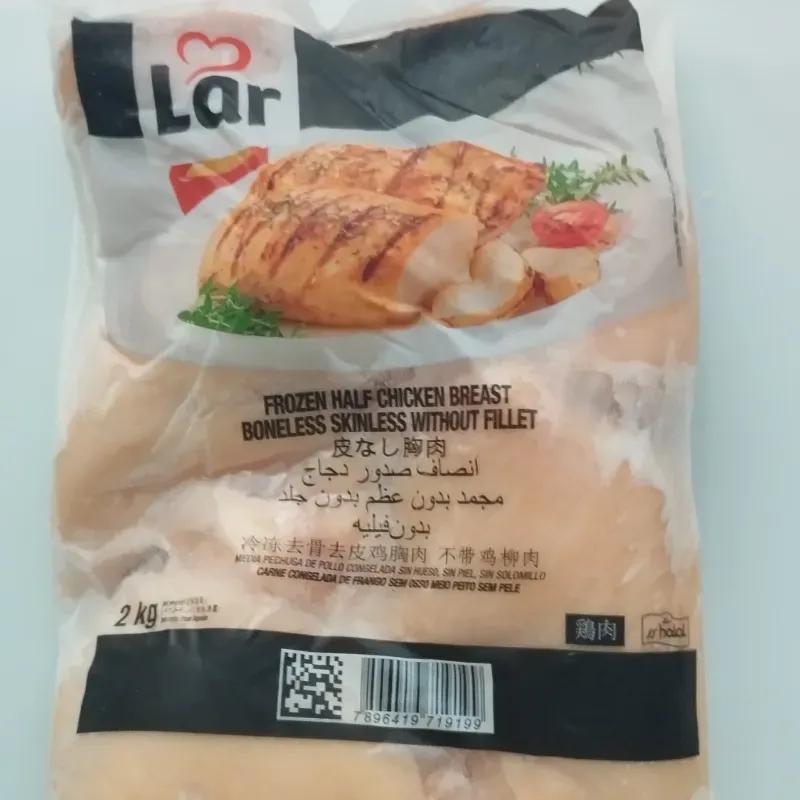 Lar
FROZEN HALF CHICKEN BREAST
BONELESS SKINLESS WITHOUT FILLET
皮なし胸肉
انصاف صدور دجاج
مجمد بدون عظم بدون جلد
بدون فيليه
冷冻去骨去皮鸡胸肉 不带鸡柳肉
MEDIA PECHUGA DE POLLO CONGELADA SIN HUESO, SIN PIEL, SIN SOLOMILLO
CARNE CONGELADA DE FRANGO SEM OSSO MEIO PEITO SEM PELE
2 kg
鶏肉
halal
7 896419 719199